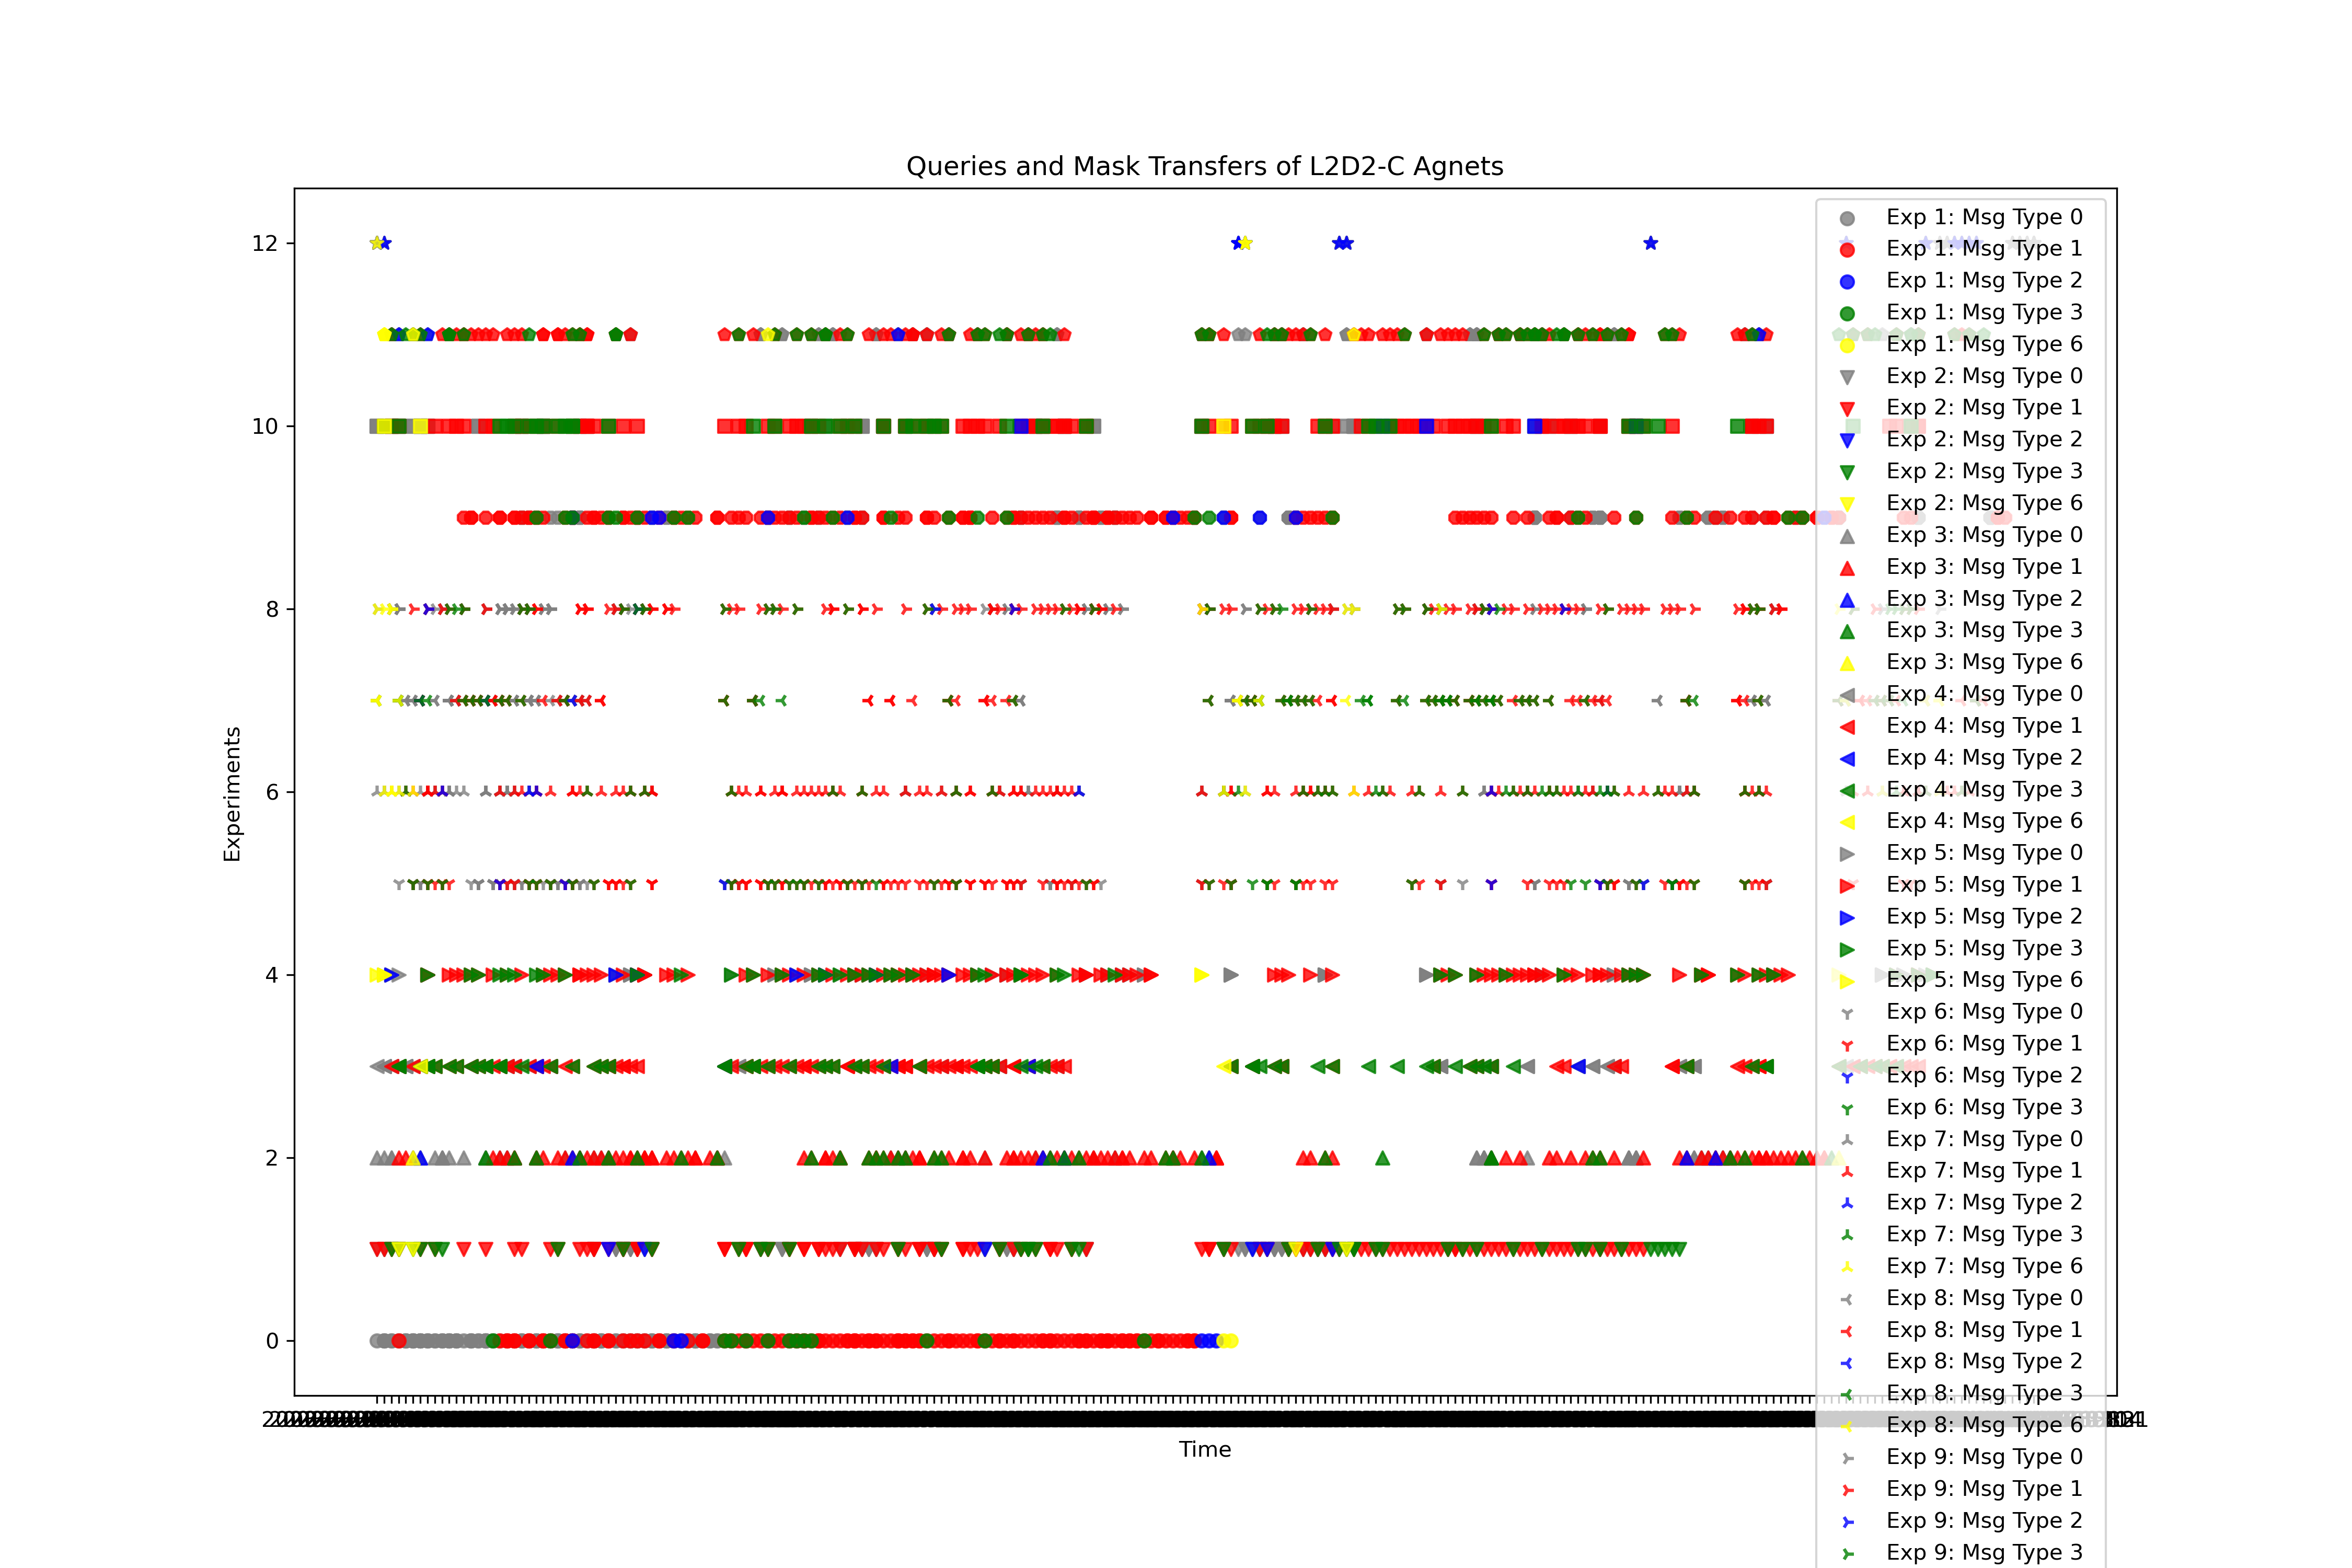 Queries and Mask Transfers of L2D2-C Agnets
12
10
8
6
4
2
0
Experiments
Time
Exp 1: Msg Type 0
Exp 1: Msg Type 1
Exp 1: Msg Type 2
Exp 1: Msg Type 3
Exp 1: Msg Type 6
Exp 2: Msg Type 0
Exp 2: Msg Type 1
Exp 2: Msg Type 2
Exp 2: Msg Type 3
Exp 2: Msg Type 6
Exp 3: Msg Type 0
Exp 3: Msg Type 1
Exp 3: Msg Type 2
Exp 3: Msg Type 3
Exp 3: Msg Type 6
Exp 4: Msg Type 0
Exp 4: Msg Type 1
Exp 4: Msg Type 2
Exp 4: Msg Type 3
Exp 4: Msg Type 6
Exp 5: Msg Type 0
Exp 5: Msg Type 1
Exp 5: Msg Type 2
Exp 5: Msg Type 3
Exp 5: Msg Type 6
Exp 6: Msg Type 0
Exp 6: Msg Type 1
Exp 6: Msg Type 2
Exp 6: Msg Type 3
Exp 7: Msg Type 0
Exp 7: Msg Type 1
Exp 7: Msg Type 2
Exp 7: Msg Type 3
Exp 7: Msg Type 6
Exp 8: Msg Type 0
Exp 8: Msg Type 1
Exp 8: Msg Type 2
Exp 8: Msg Type 3
Exp 8: Msg Type 6
Exp 9: Msg Type 0
Exp 9: Msg Type 1
Exp 9: Msg Type 2
Exp 9: Msg Type 3